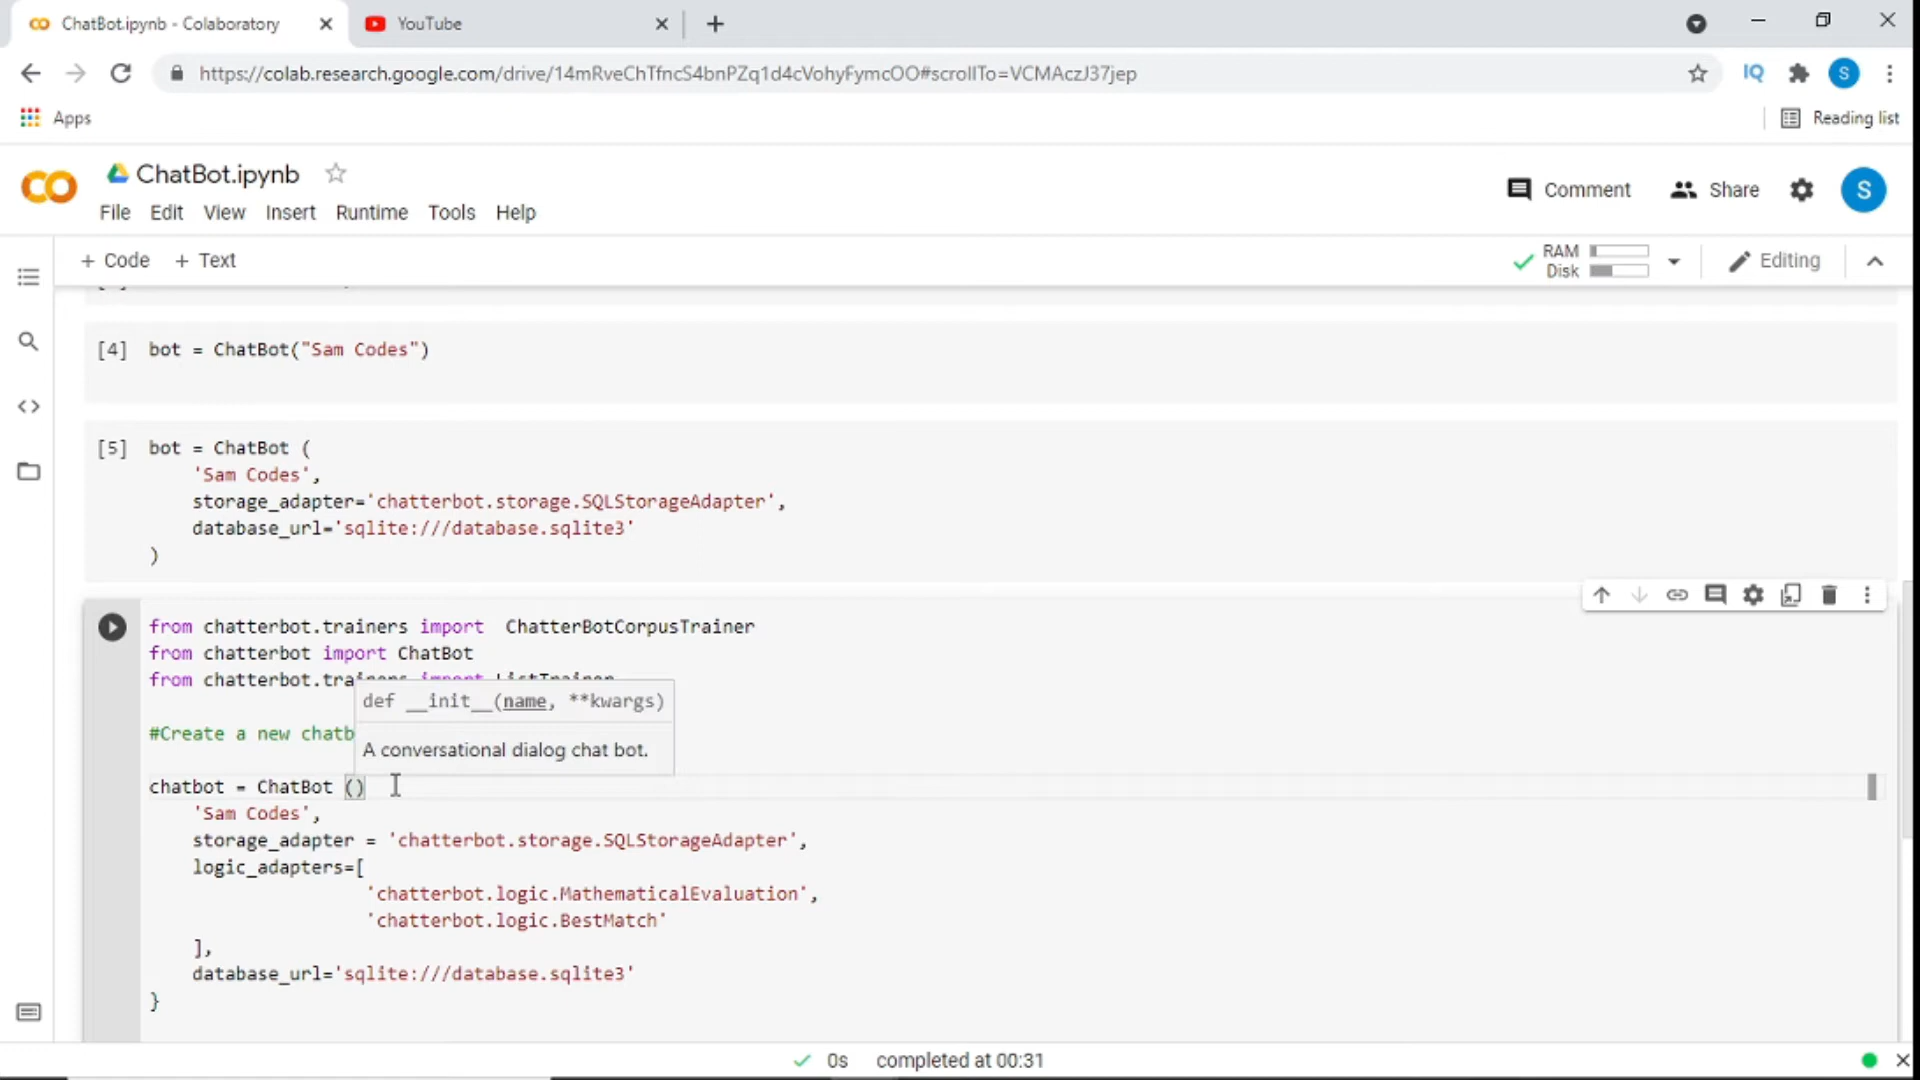 ChatBot.ipynb - Colaboratory
YouTube
https://colab.research.google.com/drive/14mRveChTfncS4bnPZq1d4cVohyFymcOO#scrollTo=VCMAczJ37jep
IQ
S
Apps
Reading list
ChatBot.ipynb
Comment
Share
S
File Edit View Insert Runtime Tools Help
+ Code + Text
RAM
Disk
Editing
[4] bot = ChatBot("Sam Codes")
[5] bot = ChatBot (
'Sam Codes',
storage_adapter='chatterbot.storage.SQLStorageAdapter',
database_url='sqlite:///database.sqlite3'
)
from chatterbot.trainers import ChatterBotCorpusTrainer
from chatterbot import ChatBot
from chatterbot.trainers import ListTrainer
def __init__(name, **kwargs)
#Create a new chatb
A conversational dialog chat bot.
chatbot = ChatBot ()
'Sam Codes',
storage_adapter = 'chatterbot.storage.SQLStorageAdapter',
logic_adapters=[
'chatterbot.logic.MathematicalEvaluation',
'chatterbot.logic.BestMatch'
],
database_url='sqlite:///database.sqlite3'
}
0s completed at 00:31